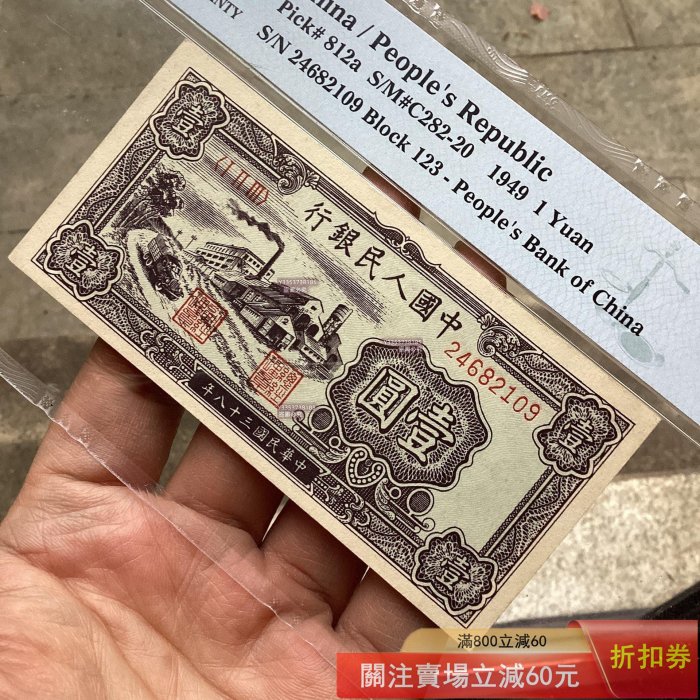 China / People's Republic
Pick# 812a S/M#C282-20 1949 1 Yuan
S/N 24682109 Block 123 - People's Bank of China
壹
壹
〈ⅠⅡⅢ〉
行銀民人國中
24682109
圓壹
壹
壹
年八十三國民華中
滿800立減60
關注賣場立減60元
折扣券